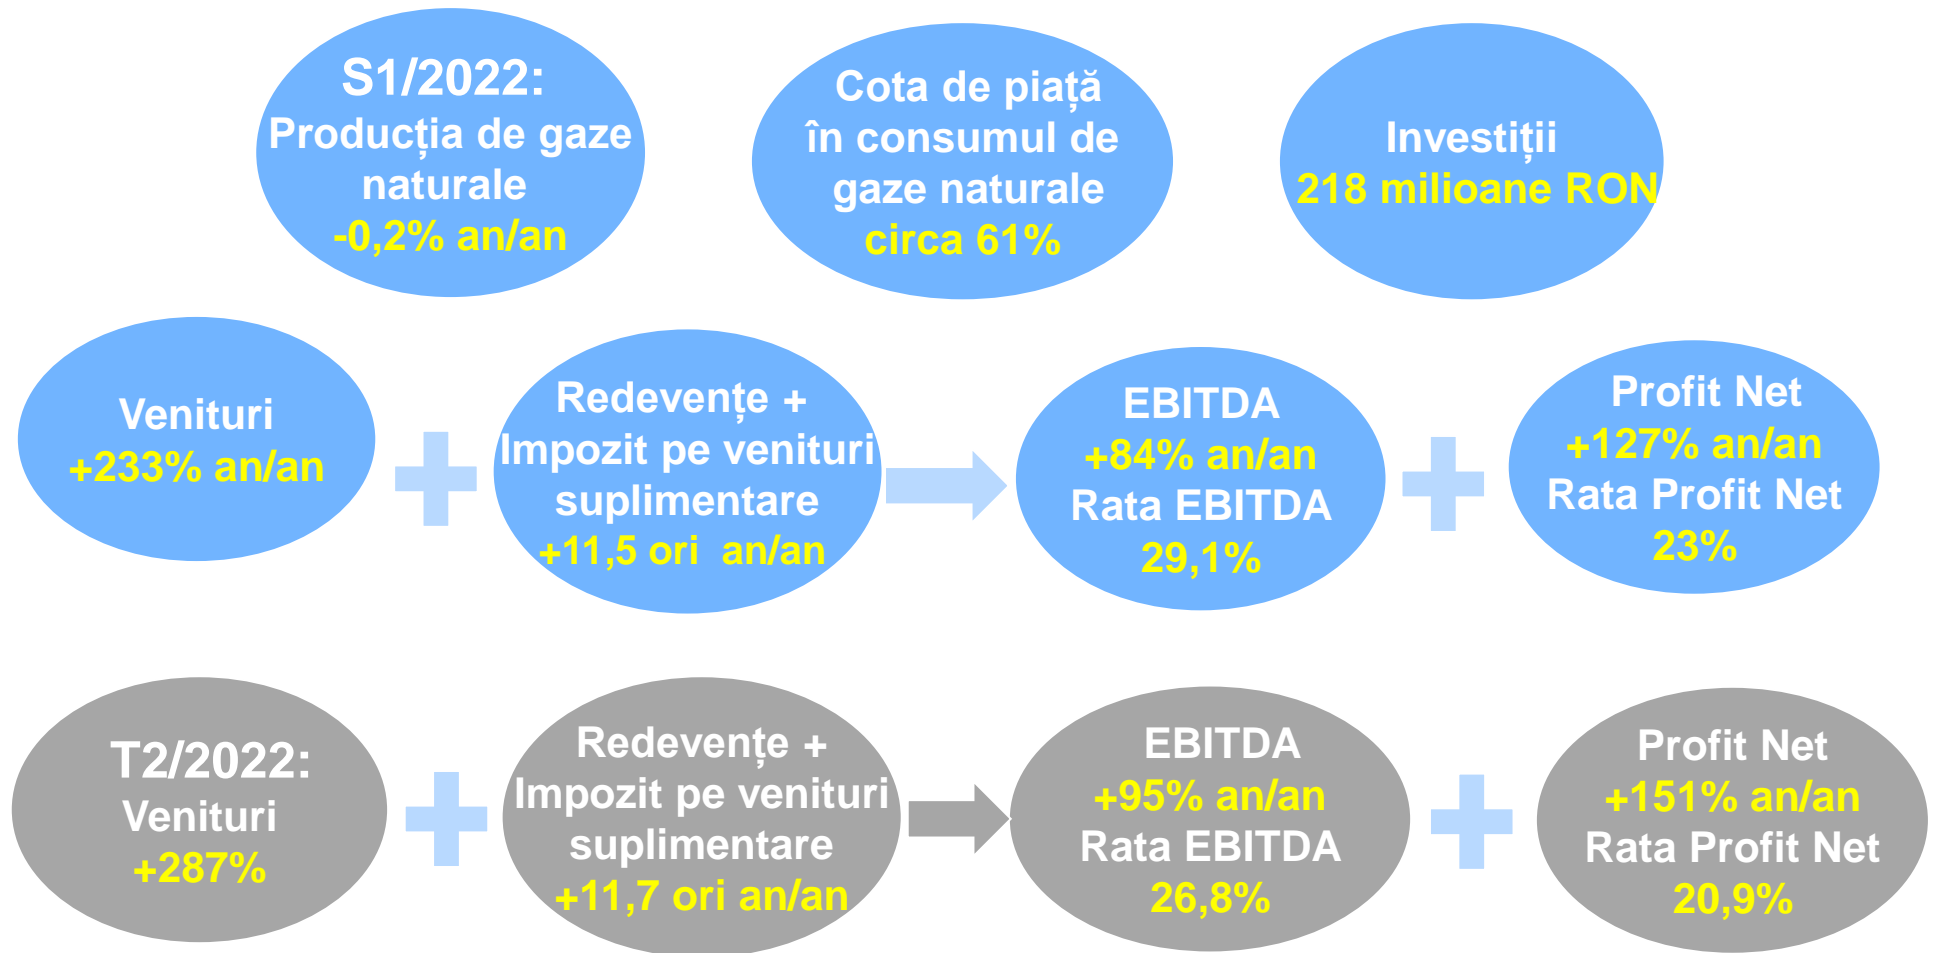 S1/2022:
Producția de gaze
naturale
-0,2% an/an
Cota de piață
în consumul de
gaze naturale
circa 61%
Investiții
218 milioane RON
Venituri
+233% an/an
Redevențe +
Impozit pe venituri
suplimentare
+11,5 ori  an/an
EBITDA
+84% an/an
Rata EBITDA
29,1%
Profit Net
+127% an/an
Rata Profit Net
23%
T2/2022:
Venituri
+287%
Redevențe +
Impozit pe venituri
suplimentare
+11,7 ori an/an
EBITDA
+95% an/an
Rata EBITDA
26,8%
Profit Net
+151% an/an
Rata Profit Net
20,9%